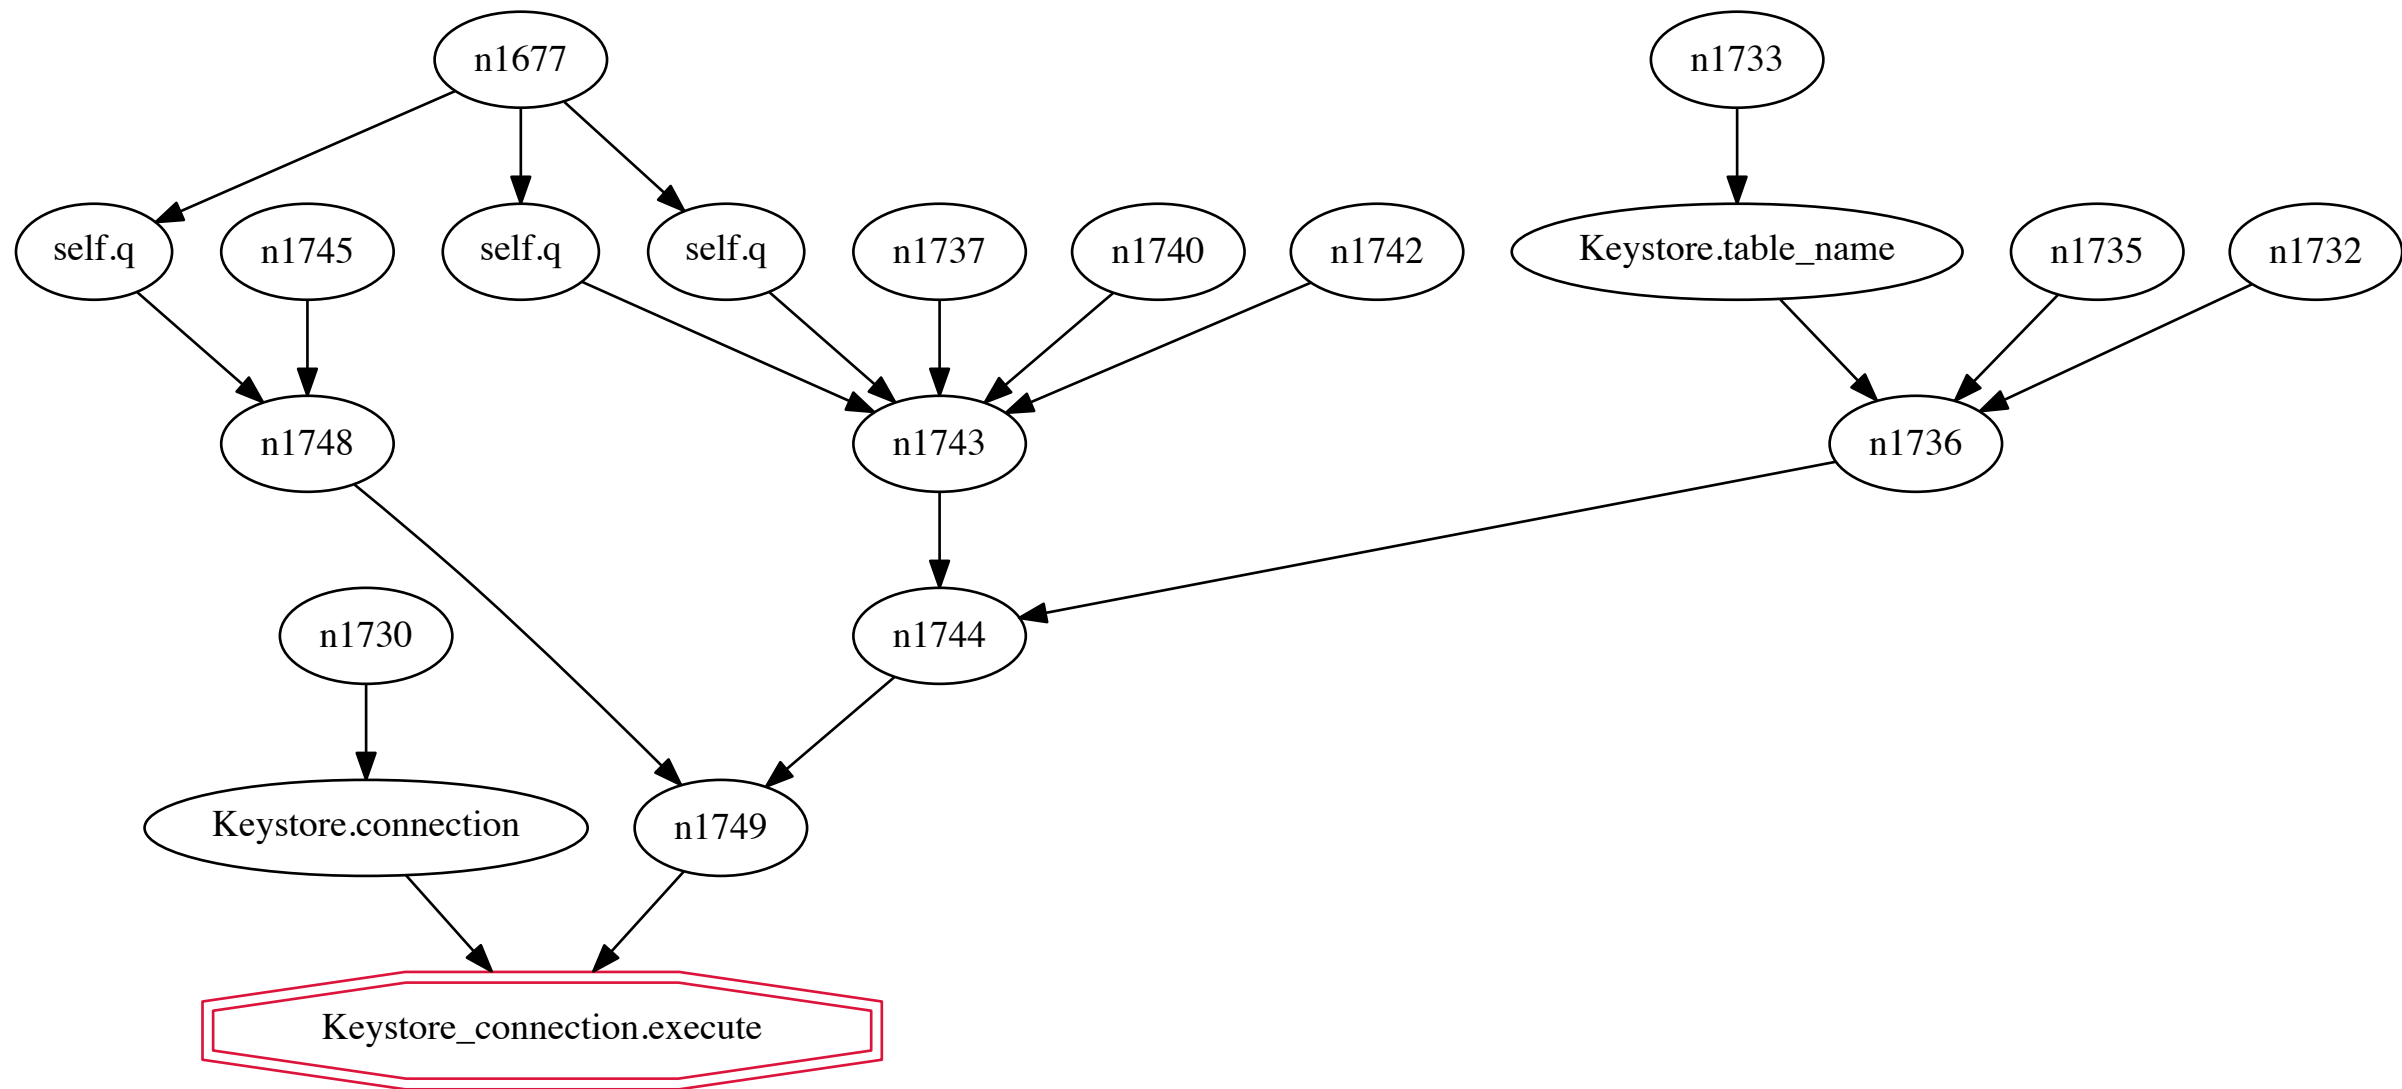 n1677
n1733
self.q
n1745
self.q
self.q
n1737
n1740
n1742
Keystore.table_name
n1735
n1732
n1748
n1743
n1736
n1730
n1744
Keystore.connection
n1749
Keystore_connection.execute